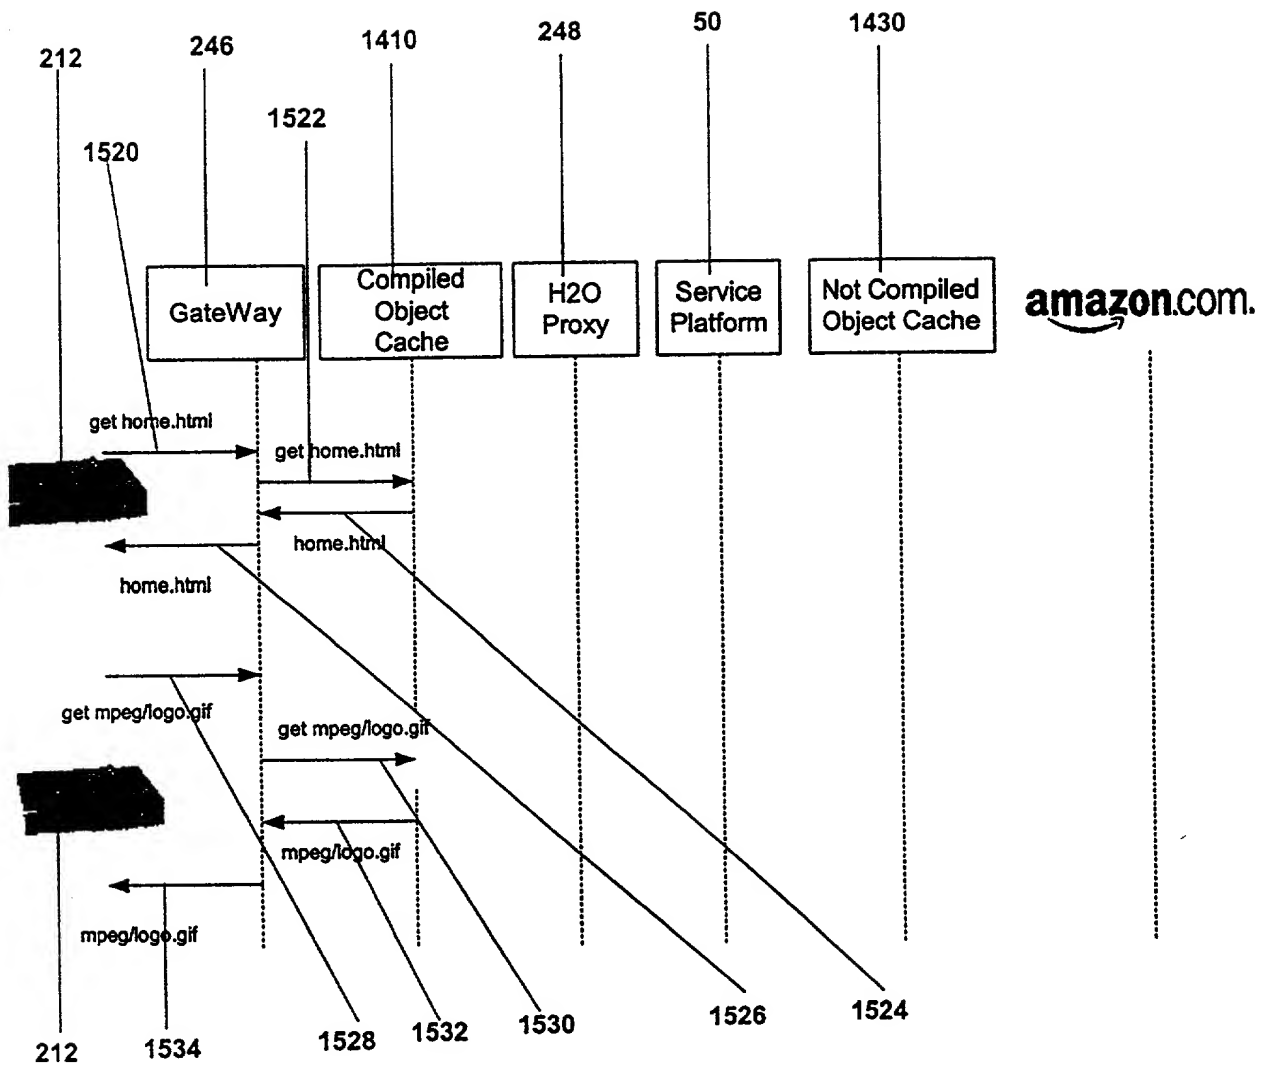 50
1430
248
1410
246
212
1522
1520
GateWay
Compiled
Object
Cache
H2O
Proxy
Service
Platform
Not Compiled
Object Cache
amazon.com.
get home.html
get home.html
home.html
home.html
get mpeg/logo.gif
get mpeg/logo.gif
mpeg/logo.gif
mpeg/logo.gif
1526
1524
1530
1532
1528
1534
212